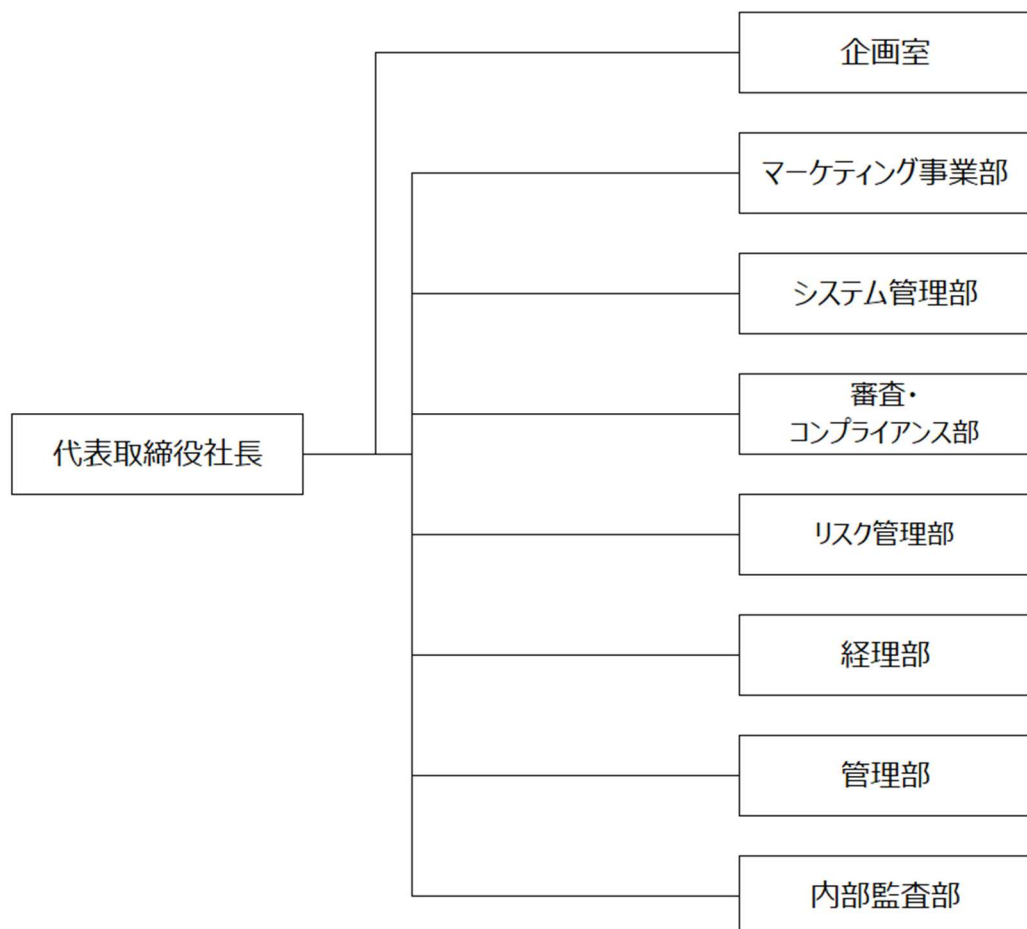 企画室
マーケティング事業部
システム管理部
審査・
コンプライアンス部
代表取締役社長
リスク管理部
経理部
管理部
内部監査部